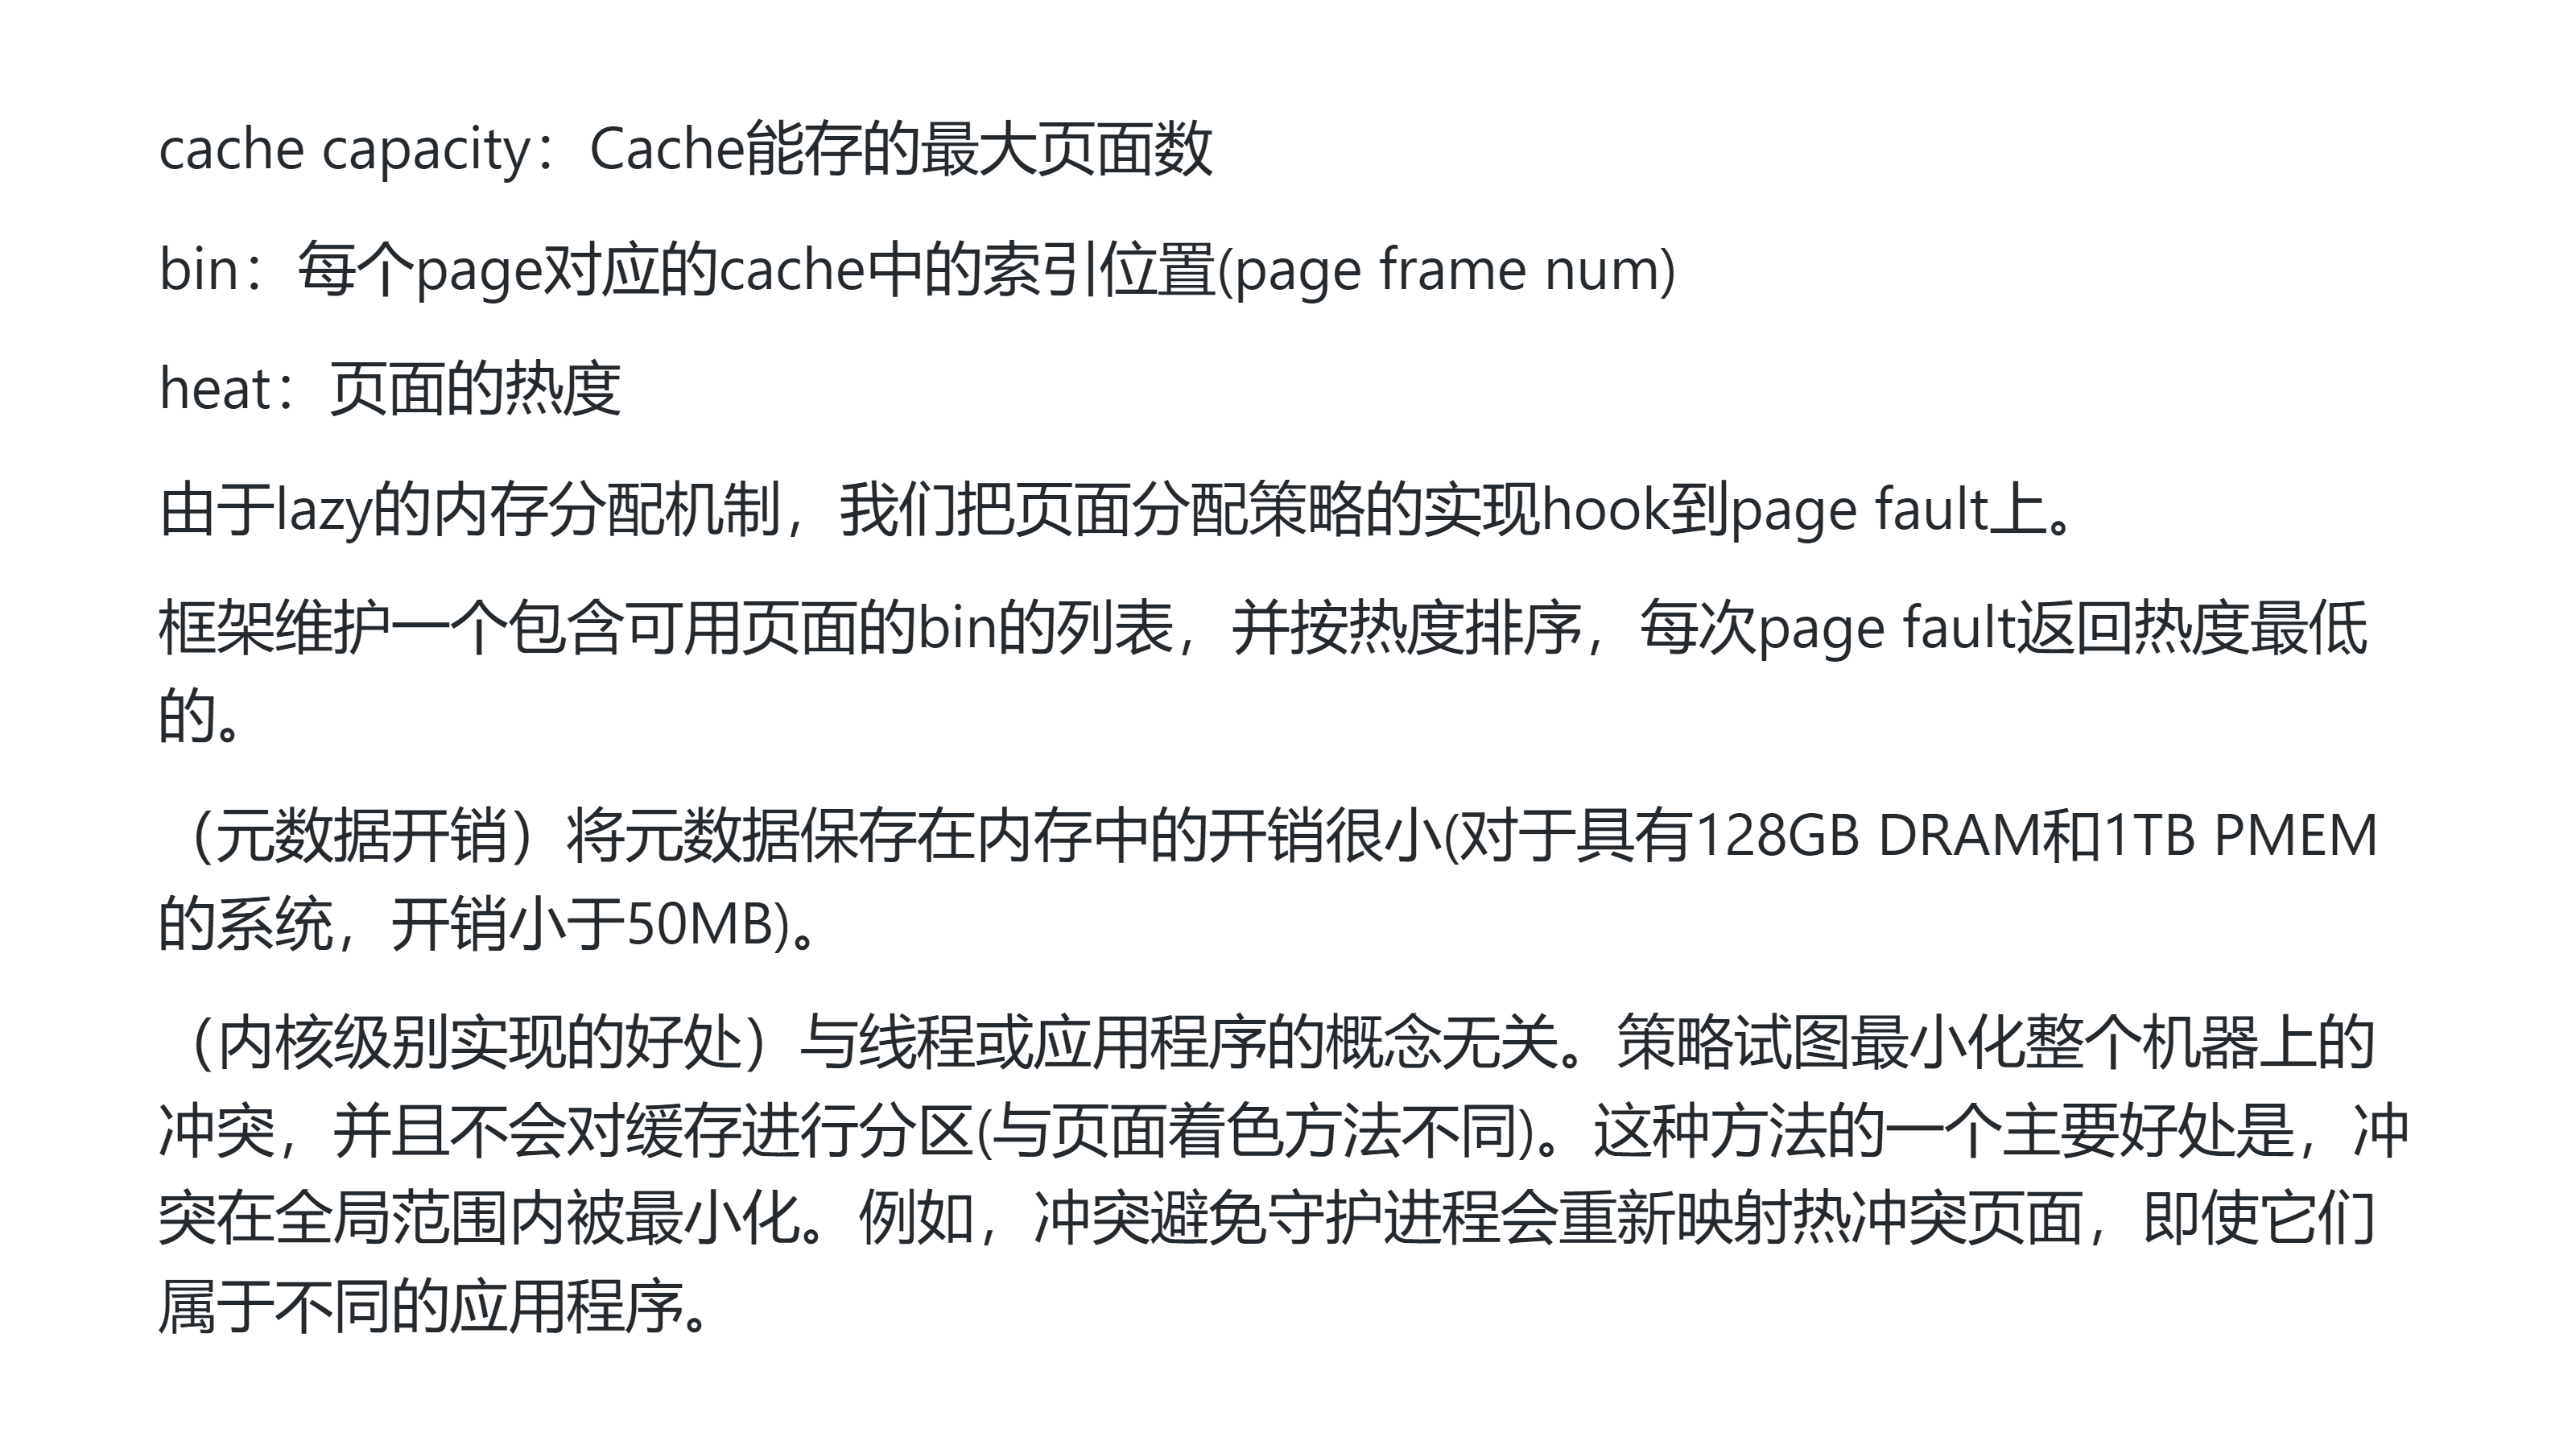 cache capacity：Cache能存的最大页面数
bin：每个page对应的cache中的索引位置(page frame num)
heat：页面的热度
由于lazy的内存分配机制，我们把页面分配策略的实现hook到page fault上。
框架维护一个包含可用页面的bin的列表，并按热度排序，每次page fault返回热度最低
的。
（元数据开销）将元数据保存在内存中的开销很小(对于具有128GB DRAM和1TB PMEM
的系统，开销小于50MB)。
（内核级别实现的好处）与线程或应用程序的概念无关。策略试图最小化整个机器上的
冲突，并且不会对缓存进行分区(与页面着色方法不同)。这种方法的一个主要好处是，冲
突在全局范围内被最小化。例如，冲突避免守护进程会重新映射热冲突页面，即使它们
属于不同的应用程序。